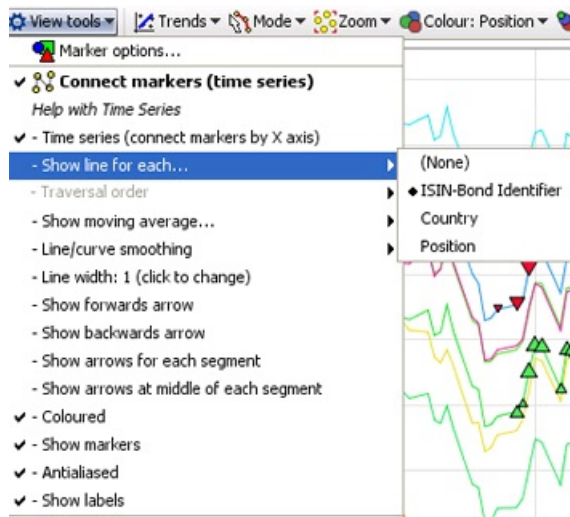 View tools Trends Mode Zoom Colour: Position
Marker options...
Connect markers (time series)
Help with Time Series
- Time series (connect markers by X axis)
- Show line for each...
(None)
- Traversal order
ISIN-Bond Identifier
- Show moving average...
Country
- Line/curve smoothing
Position
- Line width: 1 (click to change)
- Show forwards arrow
- Show backwards arrow
- Show arrows for each segment
- Show arrows at middle of each segment
- Coloured
- Show markers
- Antialiased
- Show labels